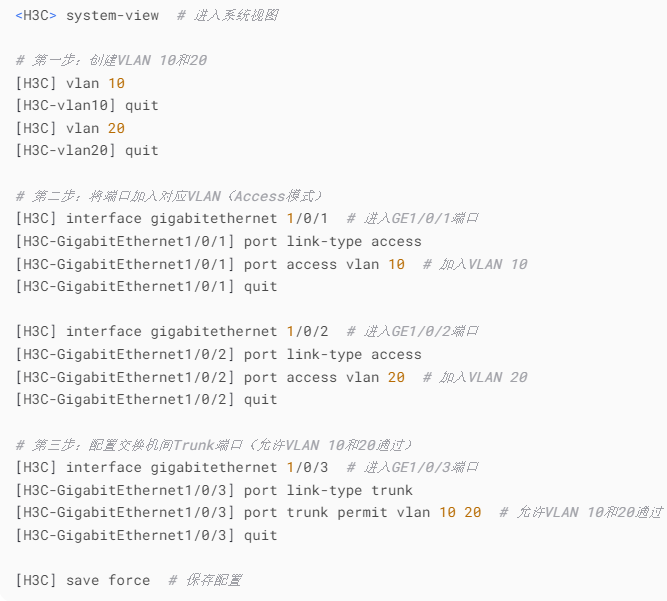 <H3C> system-view  # 进入系统视图
# 第一步：创建VLAN 10和20
[H3C] vlan 10
[H3C-vlan10] quit
[H3C] vlan 20
[H3C-vlan20] quit
# 第二步：将端口加入对应VLAN（Access模式）
[H3C] interface gigabitethernet 1/0/1  # 进入GE1/0/1端口
[H3C-GigabitEthernet1/0/1] port link-type access
[H3C-GigabitEthernet1/0/1] port access vlan 10  # 加入VLAN 10
[H3C-GigabitEthernet1/0/1] quit
[H3C] interface gigabitethernet 1/0/2  # 进入GE1/0/2端口
[H3C-GigabitEthernet1/0/2] port link-type access
[H3C-GigabitEthernet1/0/2] port access vlan 20  # 加入VLAN 20
[H3C-GigabitEthernet1/0/2] quit
# 第三步：配置交换机间Trunk端口（允许VLAN 10和20通过）
[H3C] interface gigabitethernet 1/0/3  # 进入GE1/0/3端口
[H3C-GigabitEthernet1/0/3] port link-type trunk
[H3C-GigabitEthernet1/0/3] port trunk permit vlan 10 20  # 允许VLAN 10和20通过
[H3C-GigabitEthernet1/0/3] quit
[H3C] save force  # 保存配置